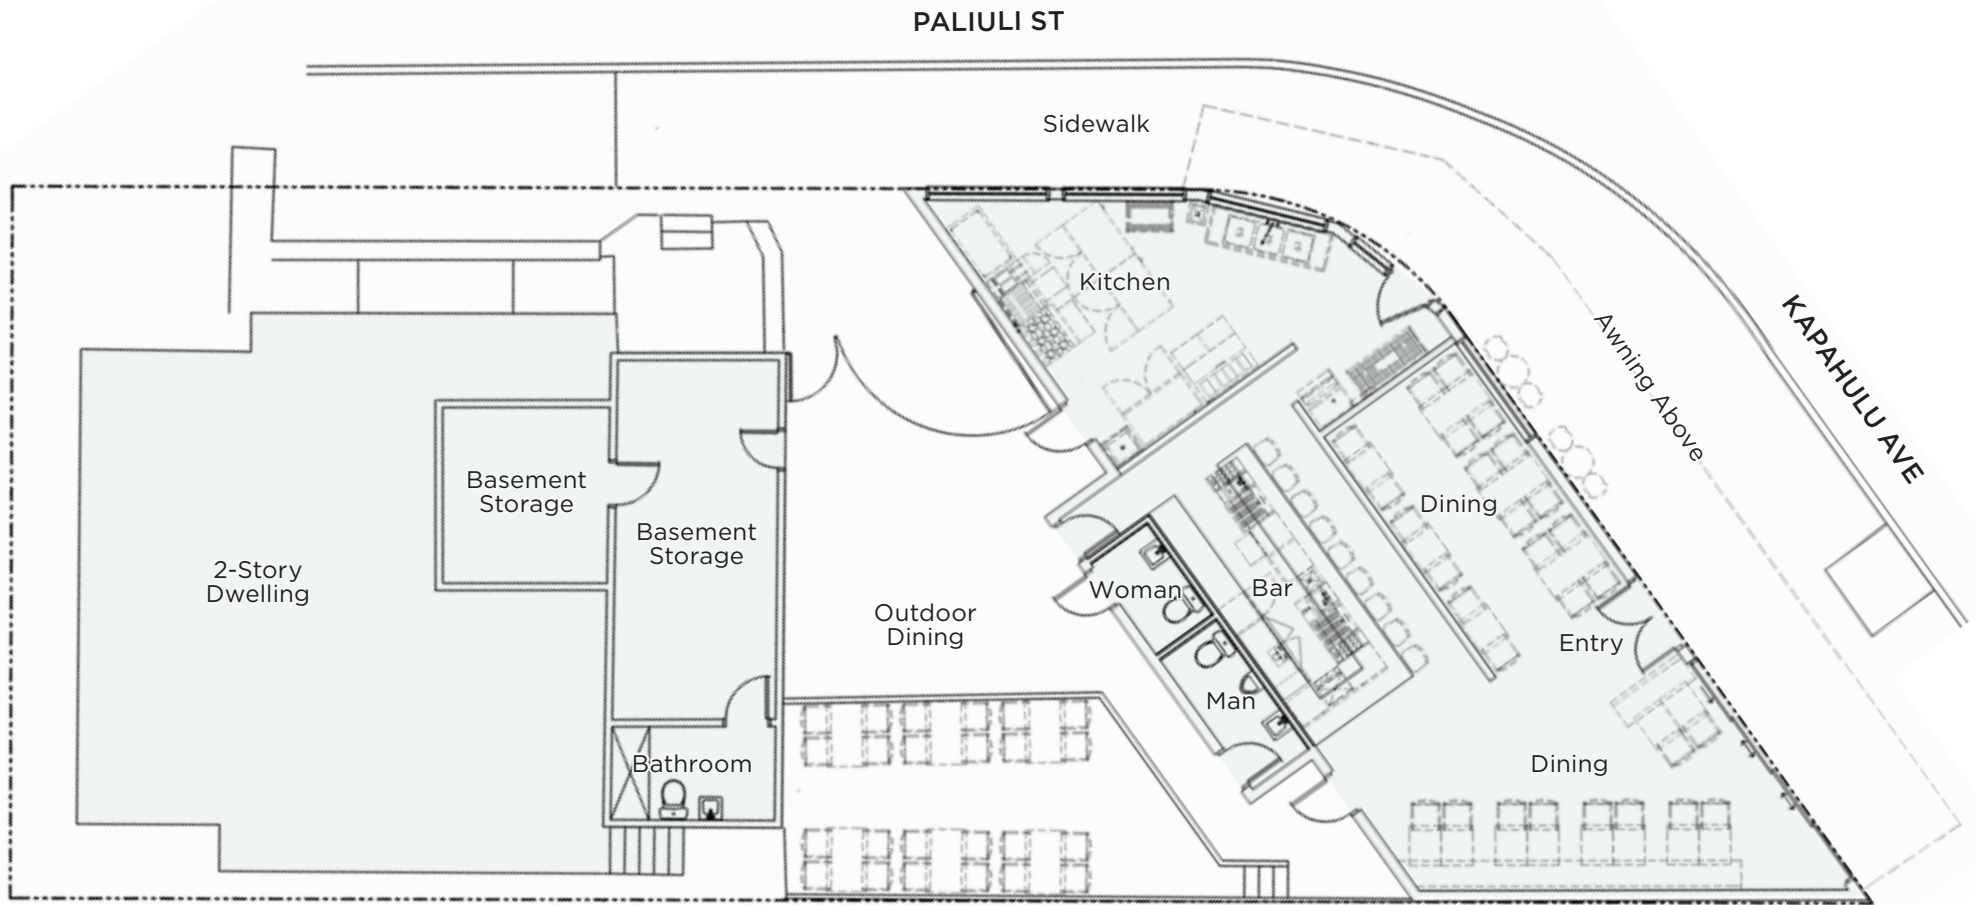 PALIULI ST
Sidewalk
KAPAHULU AVE
Awning Above
Kitchen
Basement
Storage
Basement
Storage
Dining
2-Story
Dwelling
Woman
Bar
Outdoor
Dining
Entry
Man
Bathroom
Dining